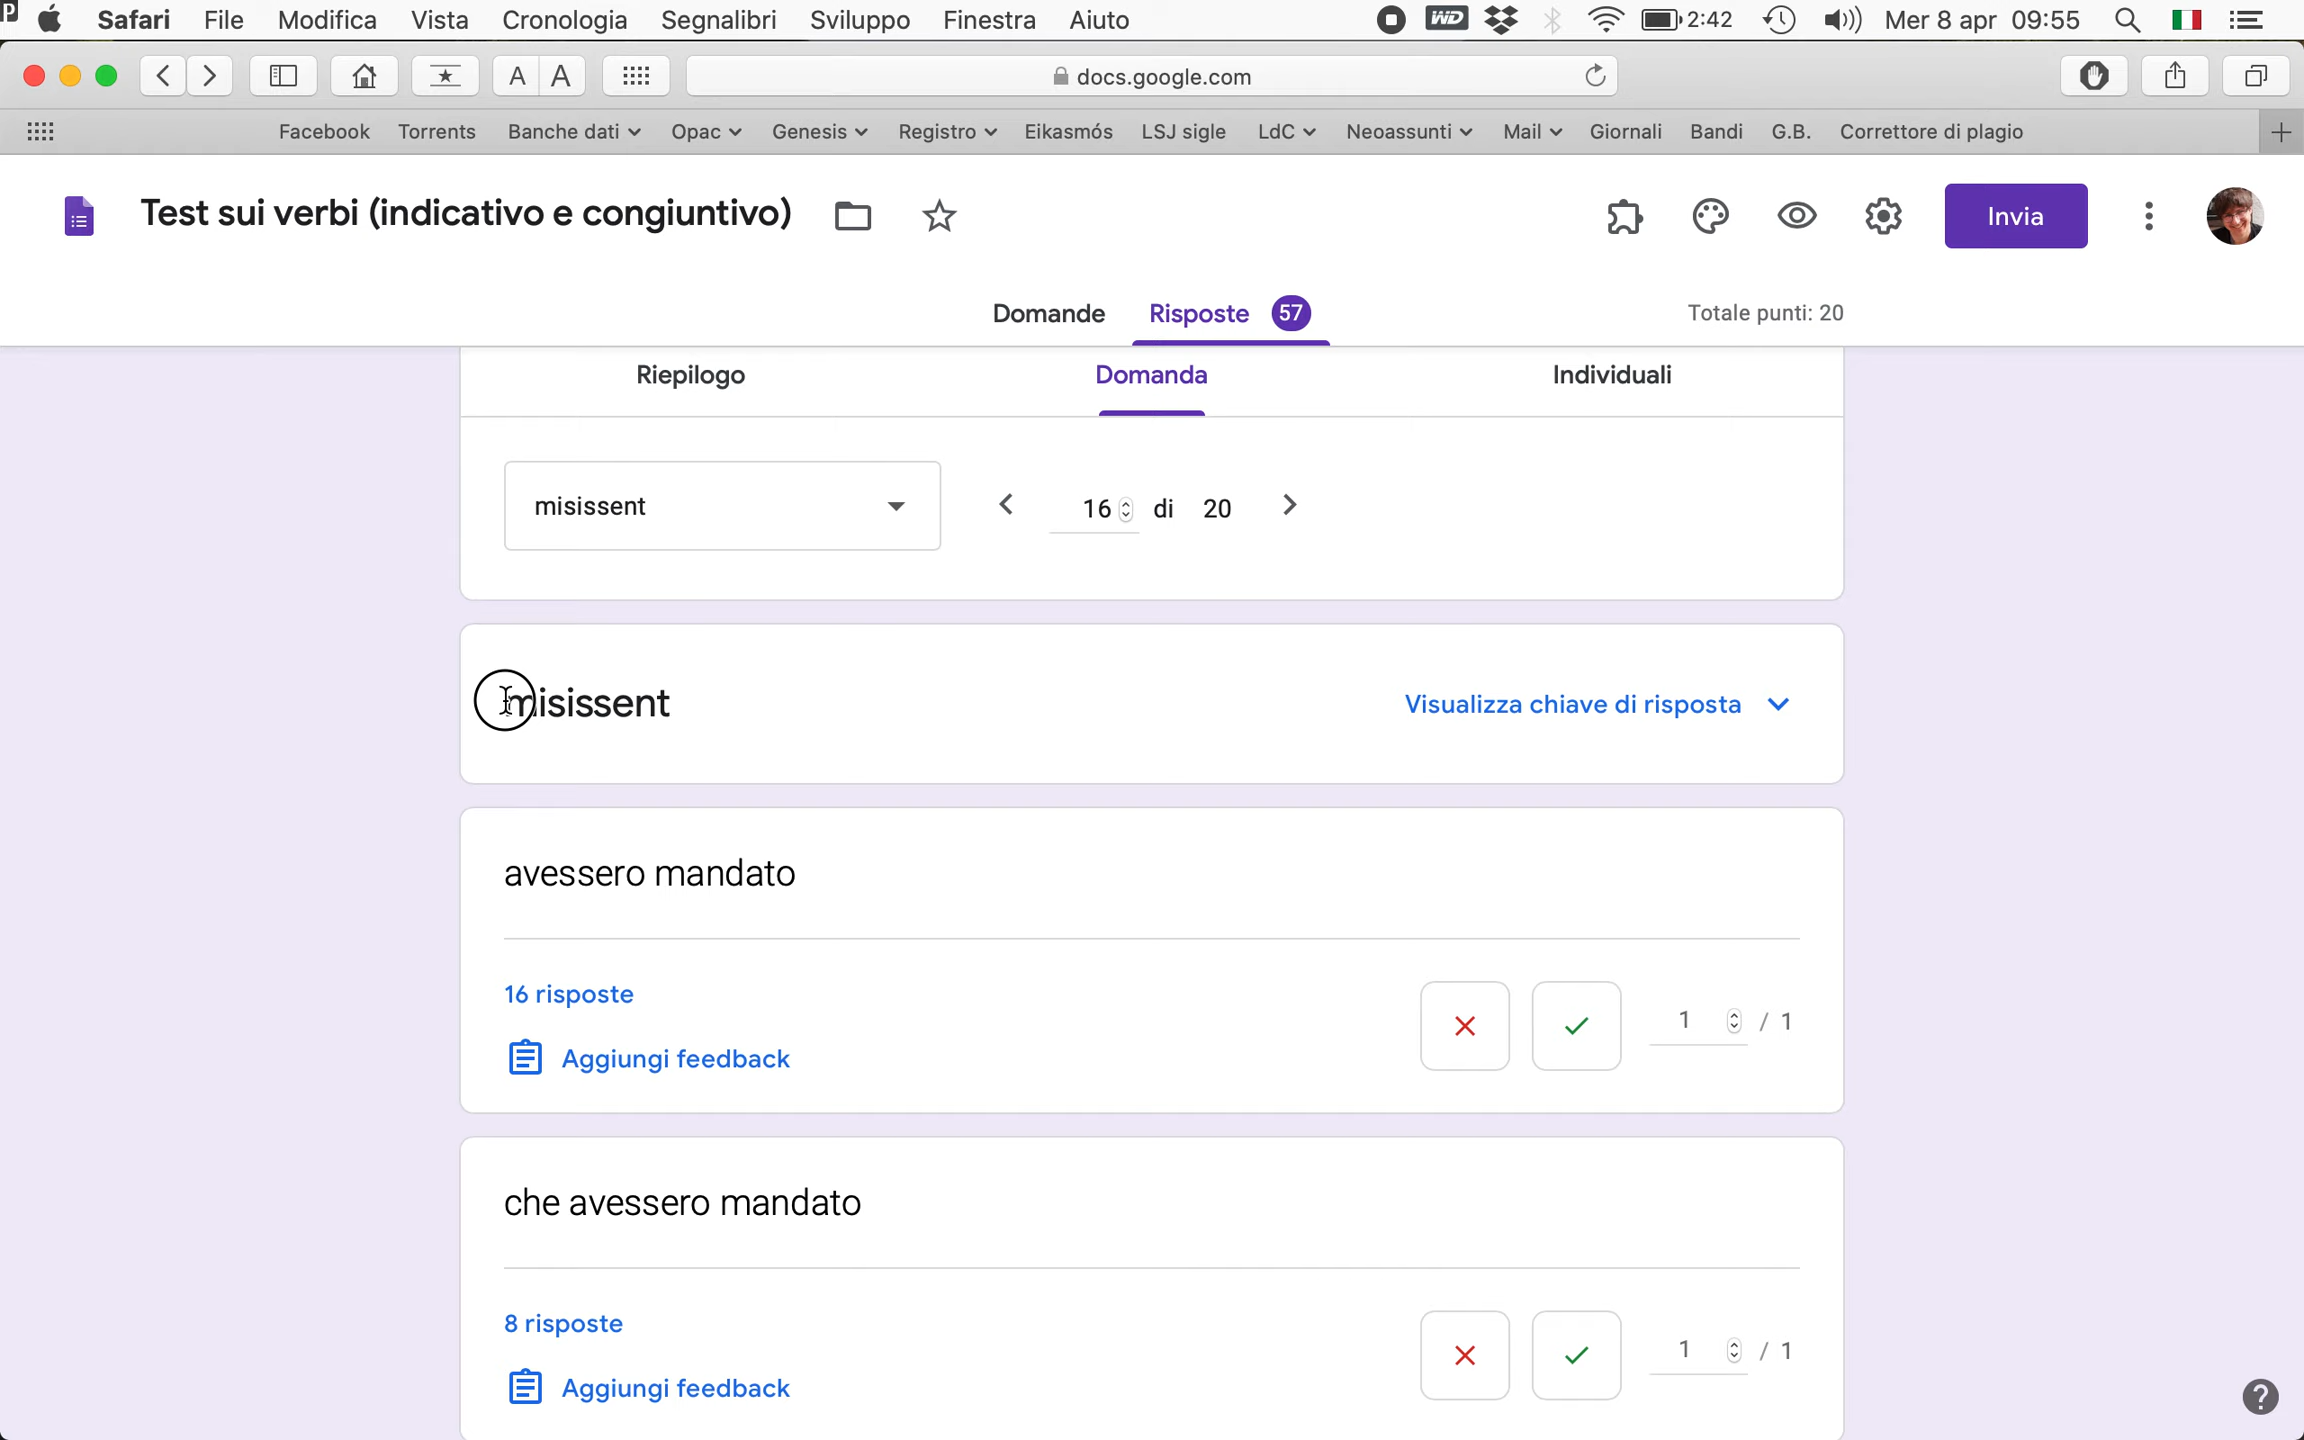 P Safari File Modifica Vista Cronologia Segnalibri Sviluppo Finestra Aiuto WD 2:42 Mer 8 apr 09:55
A A docs.google.com
Facebook Torrents Banche dati Opac Genesis Registro Eikasmós LSJ sigle LdC Neoassunti Mail Giornali Bandi G.B. Correttore di plagio
Test sui verbi (indicativo e congiuntivo) Invia
Domande Risposte 57 Totale punti: 20
Riepilogo Domanda Individuali
misissent 16 di 20
misissent Visualizza chiave di risposta
avessero mandato
16 risposte
1 / 1
Aggiungi feedback
che avessero mandato
8 risposte
1 / 1
Aggiungi feedback